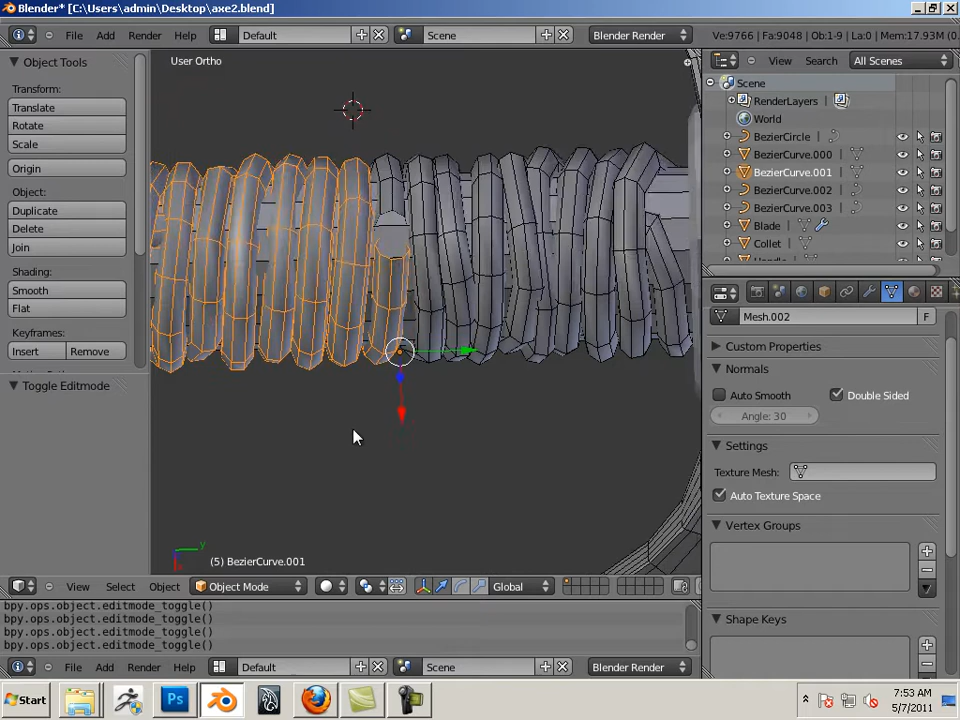 Blender* [C:\Users\admin\Desktop\axe2.blend]
File Add Render Help Default Scene Blender Render Ve:9766 | Fa:9048 | Ob:1-9 | La:0 | Mem:17.93M (0.
Object Tools User Ortho View Search All Scenes
Transform: Scene
Translate RenderLayers
Rotate World
Scale BezierCircle
Origin BezierCurve.000
Object: BezierCurve.001
Duplicate BezierCurve.002
Delete BezierCurve.003
Join Blade
Shading: Collet
Smooth
Flat
Keyframes: Mesh.002 F
Insert Remove Custom Properties
Toggle Editmode Normals
Auto Smooth Double Sided
Angle: 30
Settings
Texture Mesh:
Auto Texture Space
Vertex Groups
y
(5) BezierCurve.001
View Select Object Object Mode Global
bpy.ops.object.editmode_toggle()
bpy.ops.object.editmode_toggle() Shape Keys
bpy.ops.object.editmode_toggle()
bpy.ops.object.editmode_toggle()
File Add Render Help Default Scene Blender Render
Start Ps 7:53 AM
5/7/2011